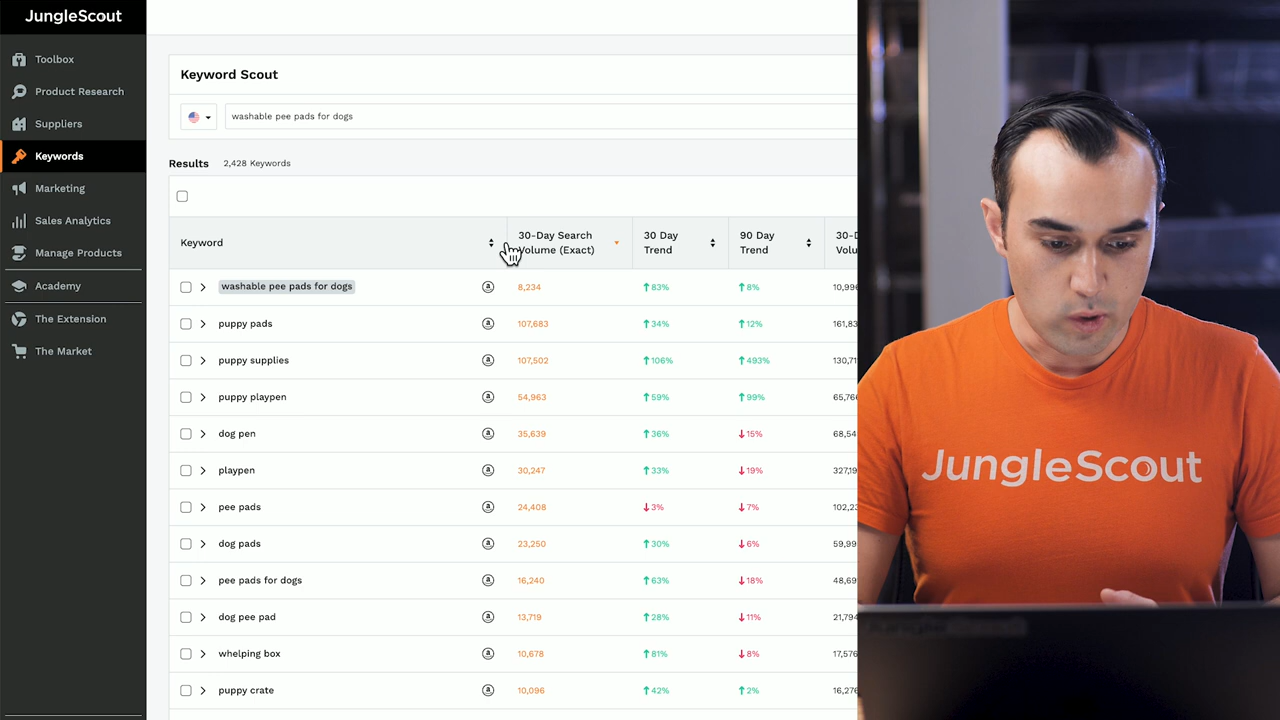 JungleScout
Toolbox
Product Research
Suppliers
Keywords
Marketing
Sales Analytics
Manage Products
Academy
The Extension
The Market
Keyword Scout
washable pee pads for dogs
Results 2,428 Keywords
Keyword 30-Day Search Volume (Exact) 30 Day Trend 90 Day Trend
washable pee pads for dogs 8,234 83% 8%
puppy pads 107,683 34% 12%
puppy supplies 107,502 106% 493%
puppy playpen 54,963 59% 99%
dog pen 35,639 36% 15%
playpen 30,247 33% 19%
pee pads 24,408 3% 7%
dog pads 23,250 30% 6%
pee pads for dogs 16,240 63% 18%
dog pee pad 13,719 28% 11% 21,794
whelping box 10,678 81% 8%
puppy crate 10,096 42% 2%
JungleScout